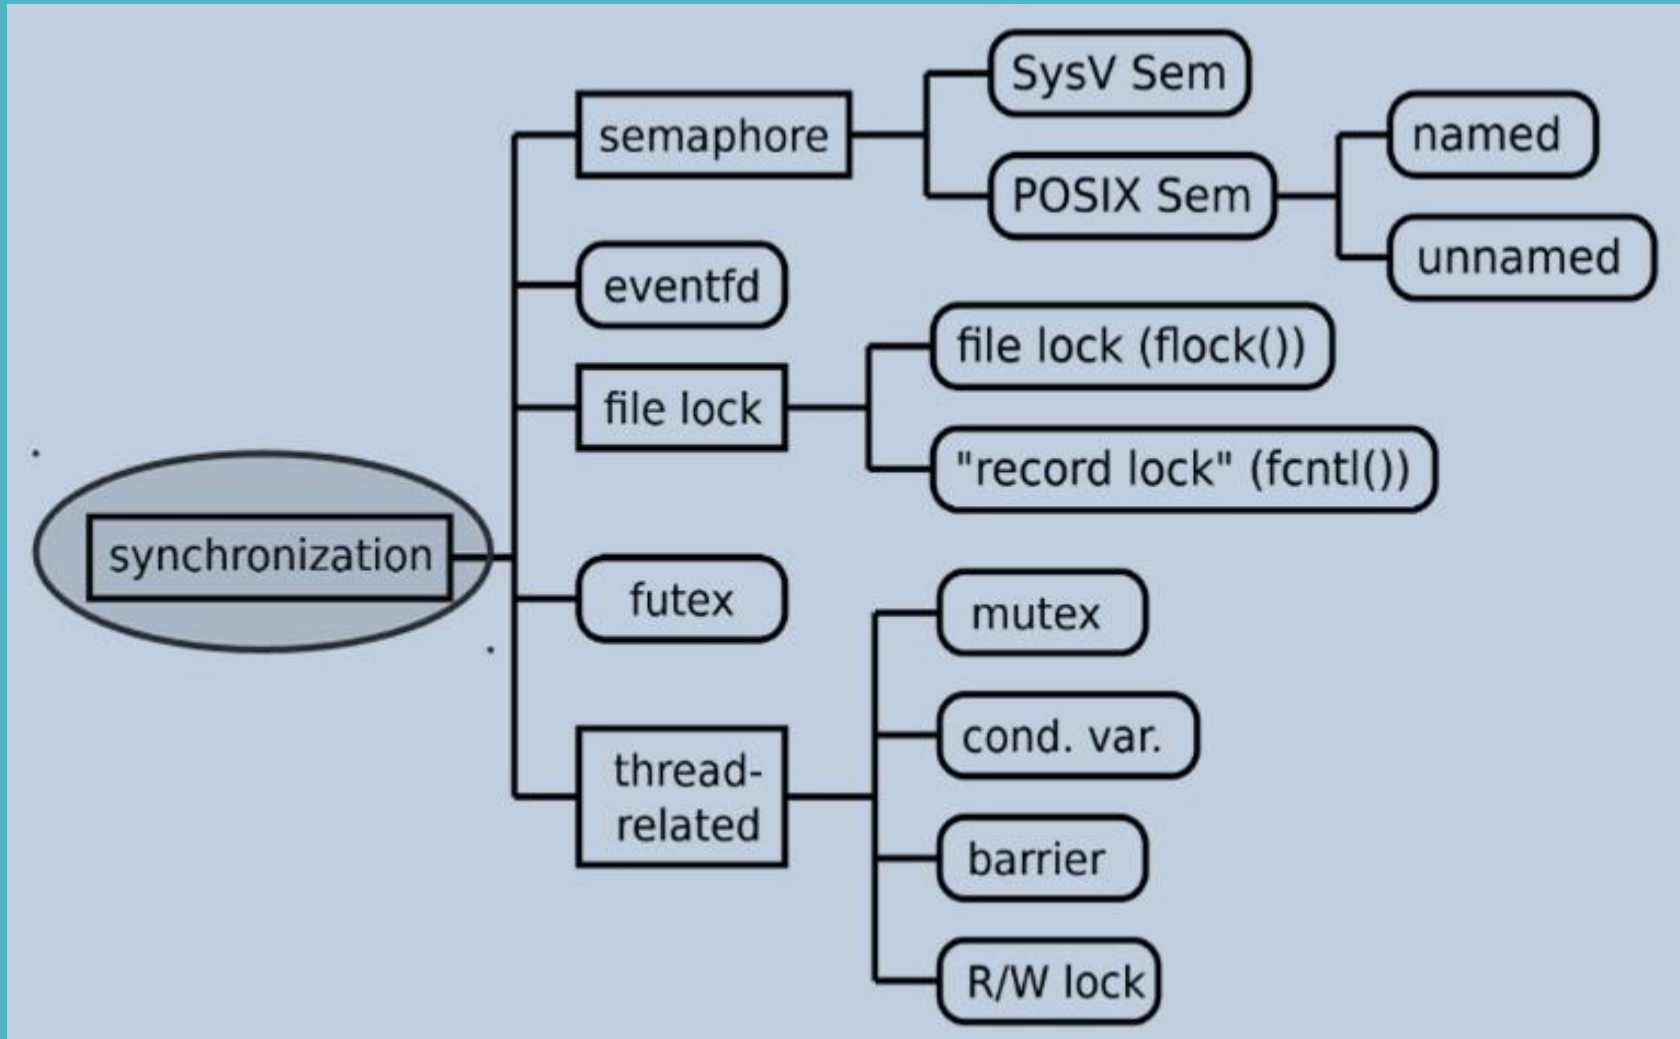 SysV Sem
semaphore
named
POSIX Sem
unnamed
eventfd
file lock (flock())
file lock
"record lock" (fcntl())
synchronization
futex
mutex
cond. var.
thread-
related
barrier
R/W lock